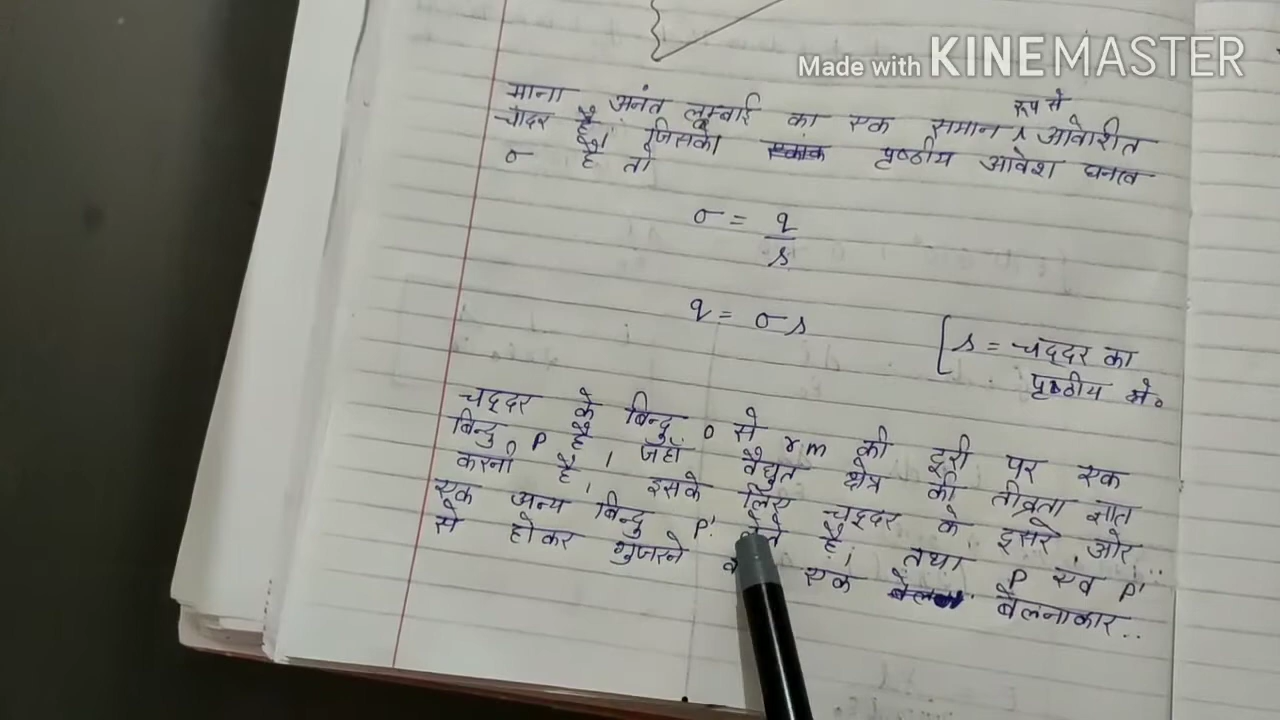 Made with KINEMASTER
माना अनंत लम्बाई का एक समान रूप से आवेशित
चादर है। जिसका पृष्ठीय आवेश घनत्व
σ है तो
σ = q/s
q = σ s
[ s = चद्दर का
पृष्ठीय क्षे०
चद्दर के बिन्दु O से r m की दूरी पर एक
बिन्दु P है। जहाँ वैद्युत क्षेत्र की तीव्रता ज्ञात
करनी है, इसके लिए चद्दर के दूसरे ओर..
एक अन्य बिन्दु P' लेते है, तथा P एवं P'
से होकर गुजरने एक बेलनाकार..